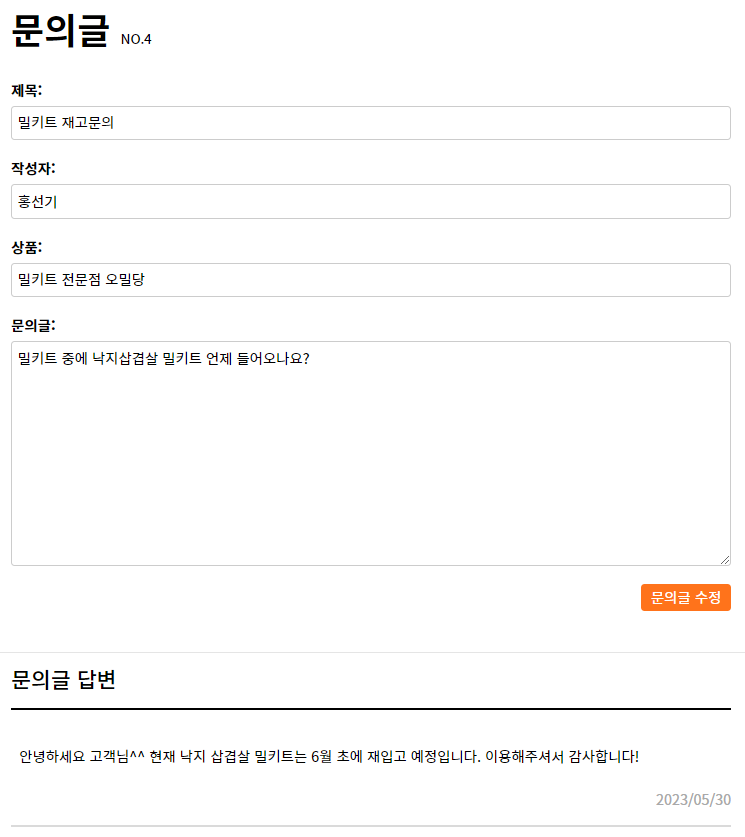 문의글 NO.4
제목:
밀키트 재고문의
작성자:
홍선기
상품:
밀키트 전문점 오밀당
문의글:
밀키트 중에 낙지삽겹살 밀키트 언제 들어오나요?
문의글 수정
문의글 답변
안녕하세요 고객님^^ 현재 낙지 삽겹살 밀키트는 6월 초에 재입고 예정입니다. 이용해주셔서 감사합니다!
2023/05/30